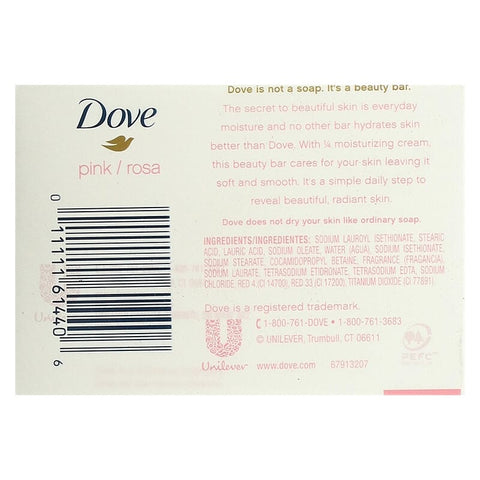 Dove is not a soap. It's a beauty bar.
Dove
pink / rosa
The secret to beautiful skin is everyday
moisture and no other bar hydrates skin
better than Dove. With ¼ moisturizing cream,
this beauty bar cares for your skin leaving it
soft and smooth. It's a simple daily step to
reveal beautiful, radiant skin.
Dove does not dry your skin like ordinary soap.
INGREDIENTS/INGREDIENTES: SODIUM LAUROYL ISETHIONATE, STEARIC
ACID, LAURIC ACID, SODIUM OLEATE, WATER (AQUA), SODIUM ISETHIONATE,
SODIUM STEARATE, COCAMIDOPROPYL BETAINE, FRAGRANCE (FRAGANCIA),
SODIUM LAURATE, TETRASODIUM ETIDRONATE, TETRASODIUM EDTA, SODIUM
CHLORIDE, RED 4 (CI 14700), RED 33 (CI 17200), TITANIUM DIOXIDE (CI 77891).
Dove is a registered trademark.
1-800-761-DOVE • 1-800-761-3683
© UNILEVER, Trumbull, CT 06611
Unilever
www.dove.com 67913207
PEFC
0 11111 61440 6